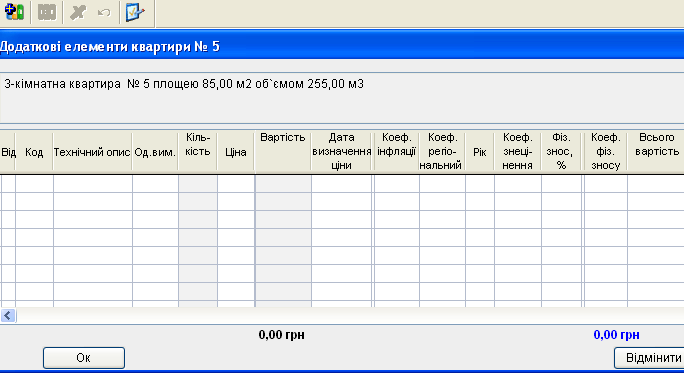 Додаткові елементи квартири № 5
3-кімнатна квартира № 5 площею 85,00 м2 об`ємом 255,00 м3
Від
Код
Технічний опис
Од.вим.
Кіль-
кість
Ціна
Вартість
Дата
визначення
ціни
Коеф.
інфляції
Коеф.
регіо-
нальний
Рік
Коеф.
знеці-
нення
Фіз.
знос,
%
Коеф.
фіз.
зносу
Всього
вартість
0,00 грн
0,00 грн
Ок
Відмінити